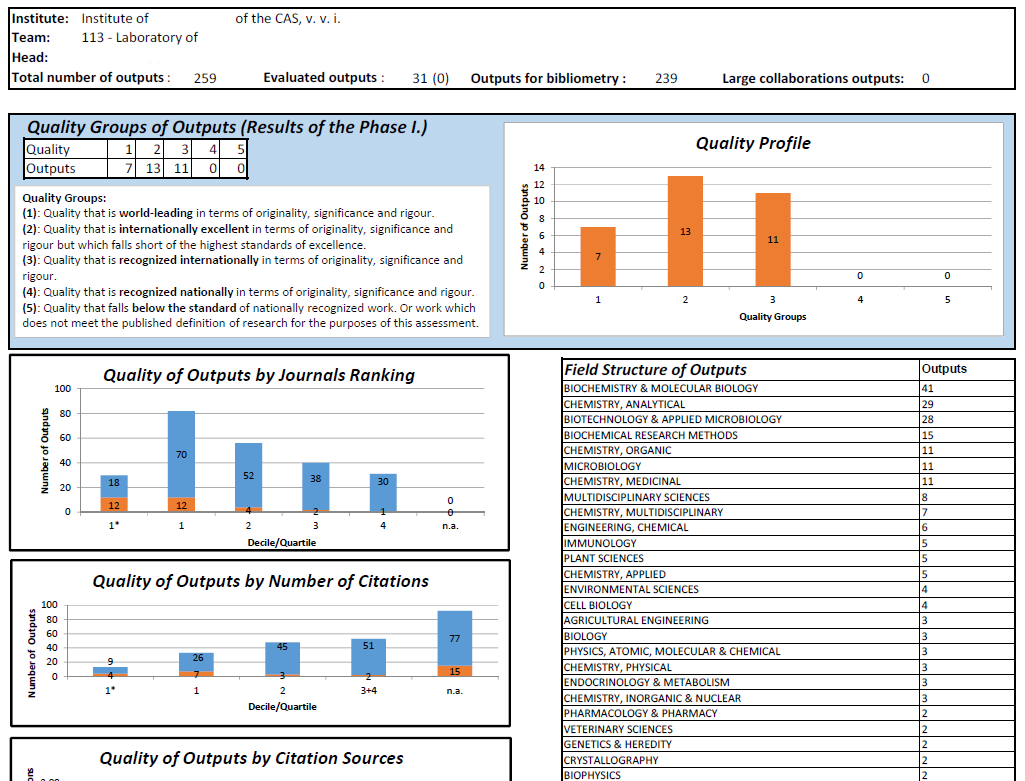 Institute: Institute of of the CAS, v. v. i.
Team: 113 - Laboratory of
Head:
Total number of outputs : 259 Evaluated outputs : 31 (0) Outputs for bibliometry : 239 Large collaborations outputs: 0
Quality Groups of Outputs (Results of the Phase I.)
Quality 1 2 3 4 5
Outputs 7 13 11 0 0
Quality Groups:
(1): Quality that is world-leading in terms of originality, significance and rigour.
(2): Quality that is internationally excellent in terms of originality, significance and
rigour but which falls short of the highest standards of excellence.
(3): Quality that is recognized internationally in terms of originality, significance and
rigour.
(4): Quality that is recognized nationally in terms of originality, significance and rigour.
(5): Quality that falls below the standard of nationally recognized work. Or work which
does not meet the published definition of research for the purposes of this assessment.
Quality Profile
Number of Outputs
14
12
10
8
6
4
2
0
7 13 11 0 0
1 2 3 4 5
Quality Groups
Quality of Outputs by Journals Ranking
Number of Outputs
100
80
60
40
20
0
18 70 52 38 30 0
12 12 4 2 1 0
1* 1 2 3 4 n.a.
Decile/Quartile
Quality of Outputs by Number of Citations
Number of Outputs
100
80
60
40
20
0
9 26 45 51 77
4 7 3 2 15
1* 1 2 3+4 n.a.
Decile/Quartile
Quality of Outputs by Citation Sources
Field Structure of Outputs Outputs
BIOCHEMISTRY & MOLECULAR BIOLOGY 41
CHEMISTRY, ANALYTICAL 29
BIOTECHNOLOGY & APPLIED MICROBIOLOGY 28
BIOCHEMICAL RESEARCH METHODS 15
CHEMISTRY, ORGANIC 11
MICROBIOLOGY 11
CHEMISTRY, MEDICINAL 11
MULTIDISCIPLINARY SCIENCES 8
CHEMISTRY, MULTIDISCIPLINARY 7
ENGINEERING, CHEMICAL 6
IMMUNOLOGY 5
PLANT SCIENCES 5
CHEMISTRY, APPLIED 5
ENVIRONMENTAL SCIENCES 4
CELL BIOLOGY 4
AGRICULTURAL ENGINEERING 3
BIOLOGY 3
PHYSICS, ATOMIC, MOLECULAR & CHEMICAL 3
CHEMISTRY, PHYSICAL 3
ENDOCRINOLOGY & METABOLISM 3
CHEMISTRY, INORGANIC & NUCLEAR 3
PHARMACOLOGY & PHARMACY 2
VETERINARY SCIENCES 2
GENETICS & HEREDITY 2
CRYSTALLOGRAPHY 2
BIOPHYSICS 2